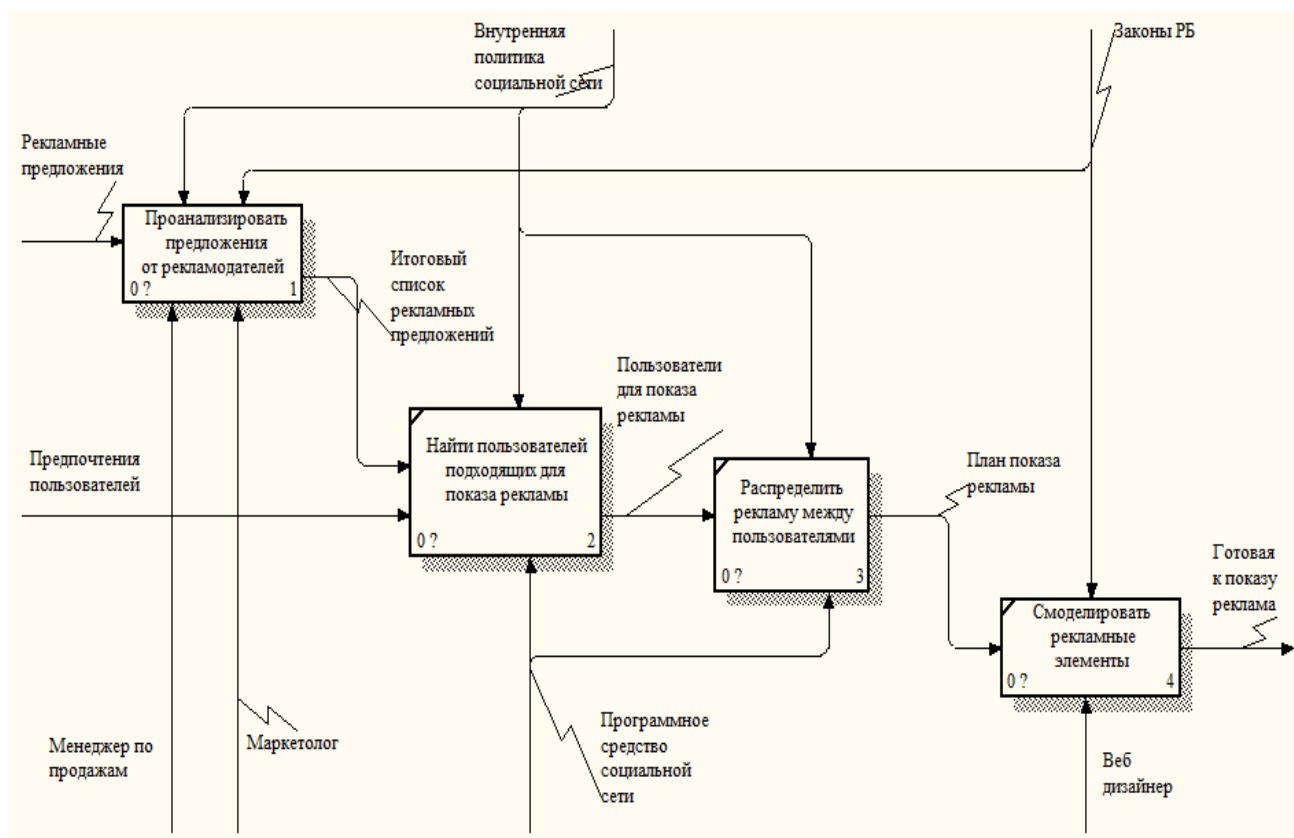 Внутренняя
политика
социальной сети
Законы РБ
Рекламные
предложения
Проанализировать
предложения
от рекламодателей
0 ?
1
Итоговый
список
рекламных
предложений
Пользователи
для показа
рекламы
Предпочтения
пользователей
Найти пользователей
подходящих для
показа рекламы
0 ?
2
План показа
рекламы
Распределить
рекламу между
пользователями
0 ?
3
Готовая
к показу
реклама
Смоделировать
рекламные
элементы
0 ?
4
Менеджер по
продажам
Маркетолог
Программное
средство
социальной
сети
Веб
дизайнер